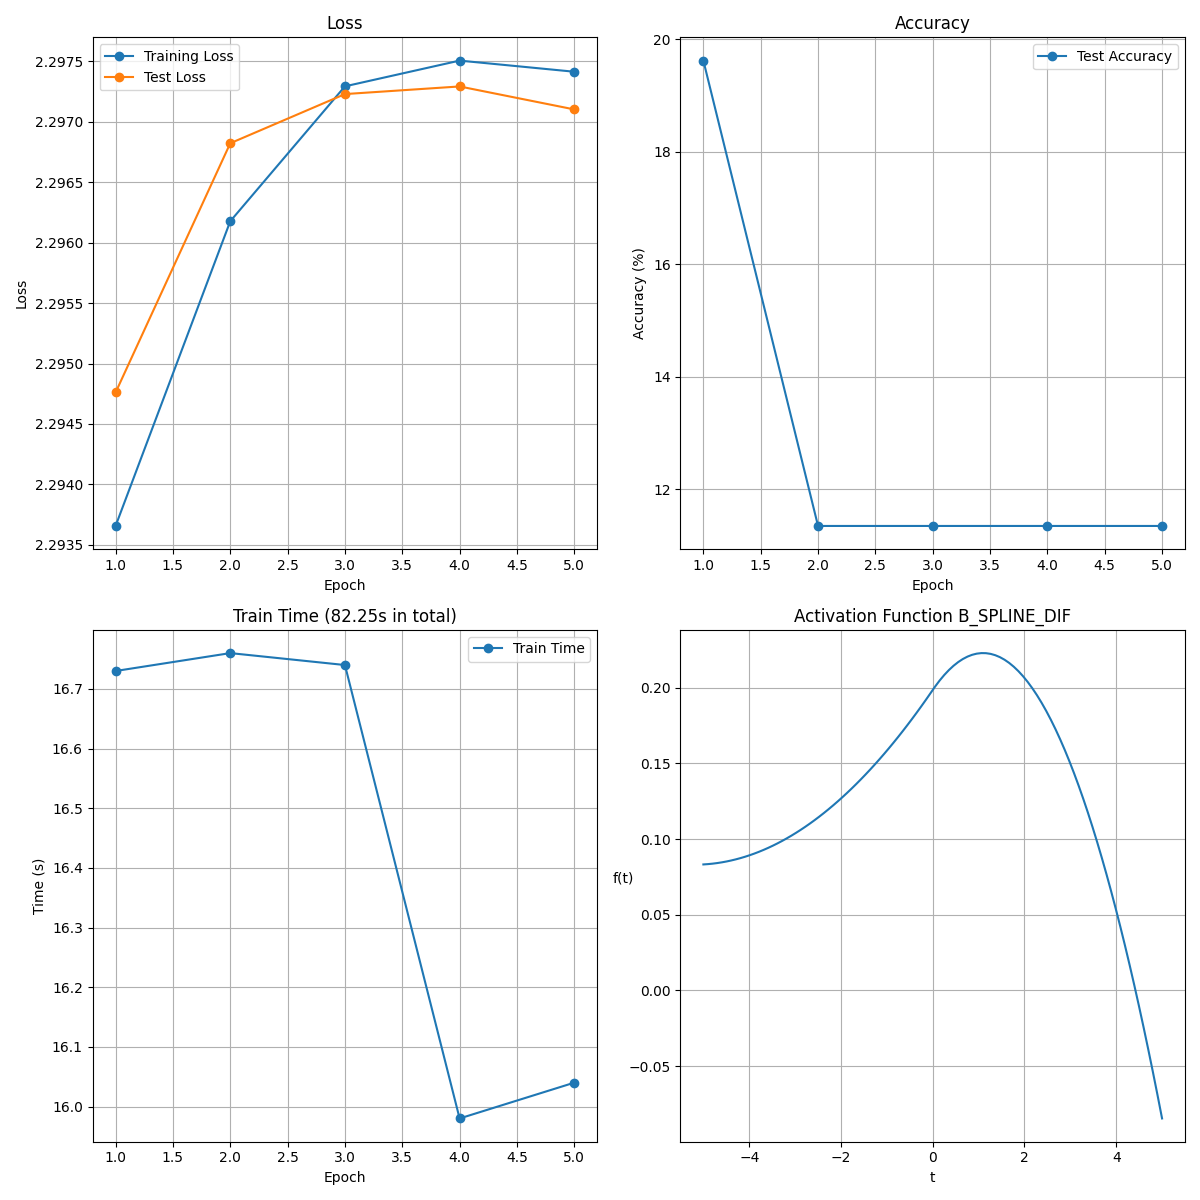 Loss
Training Loss
Test Loss
2.2975
2.2970
2.2965
2.2960
2.2955
2.2950
2.2945
2.2940
2.2935
Loss
1.0 1.5 2.0 2.5 3.0 3.5 4.0 4.5 5.0
Epoch
Accuracy
Test Accuracy
20
18
16
14
12
Accuracy (%)
1.0 1.5 2.0 2.5 3.0 3.5 4.0 4.5 5.0
Epoch
Train Time (82.25s in total)
Train Time
16.7
16.6
16.5
16.4
16.3
16.2
16.1
16.0
Time (s)
1.0 1.5 2.0 2.5 3.0 3.5 4.0 4.5 5.0
Epoch
Activation Function B_SPLINE_DIF
0.20
0.15
0.10
0.05
0.00
−0.05
f(t)
−4 −2 0 2 4
t